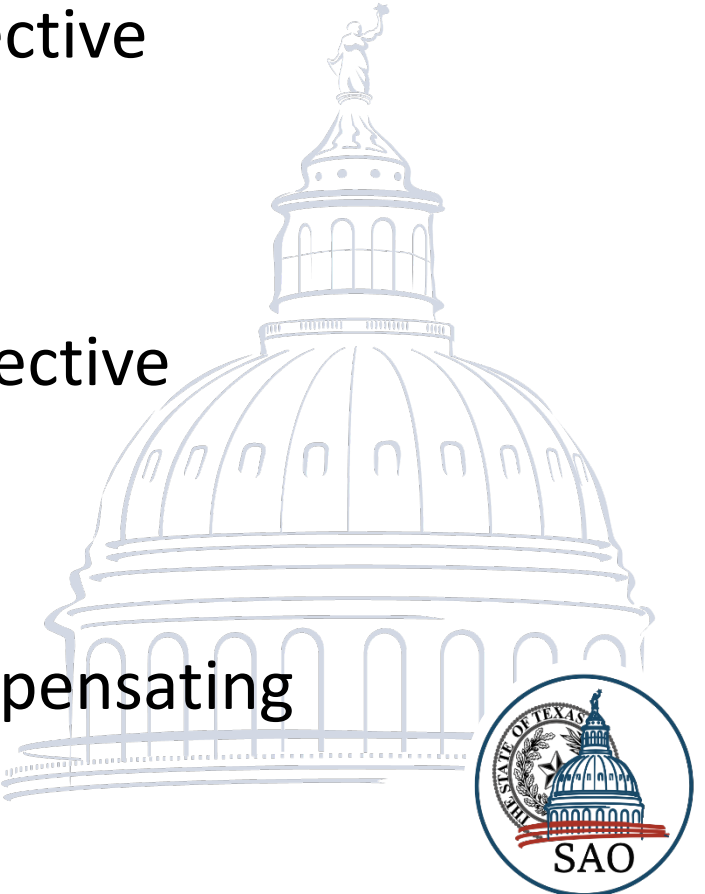 ective
ective
pensating
THE STATE OF TEXAS
SAO